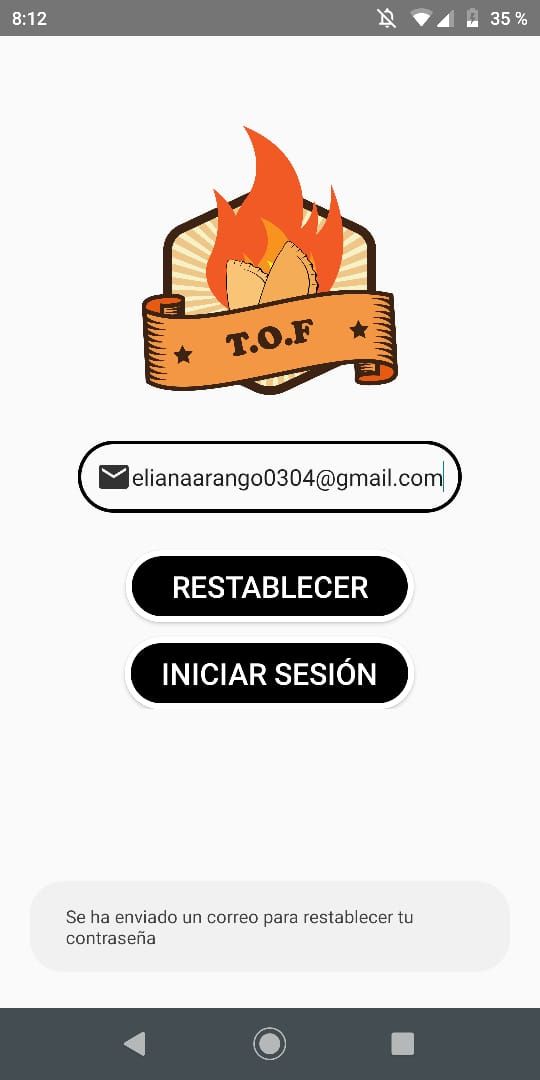 8:12
35 %
T.O.F
elianaarango0304@gmail.com
RESTABLECER
INICIAR SESIÓN
Se ha enviado un correo para restablecer tu
contraseña